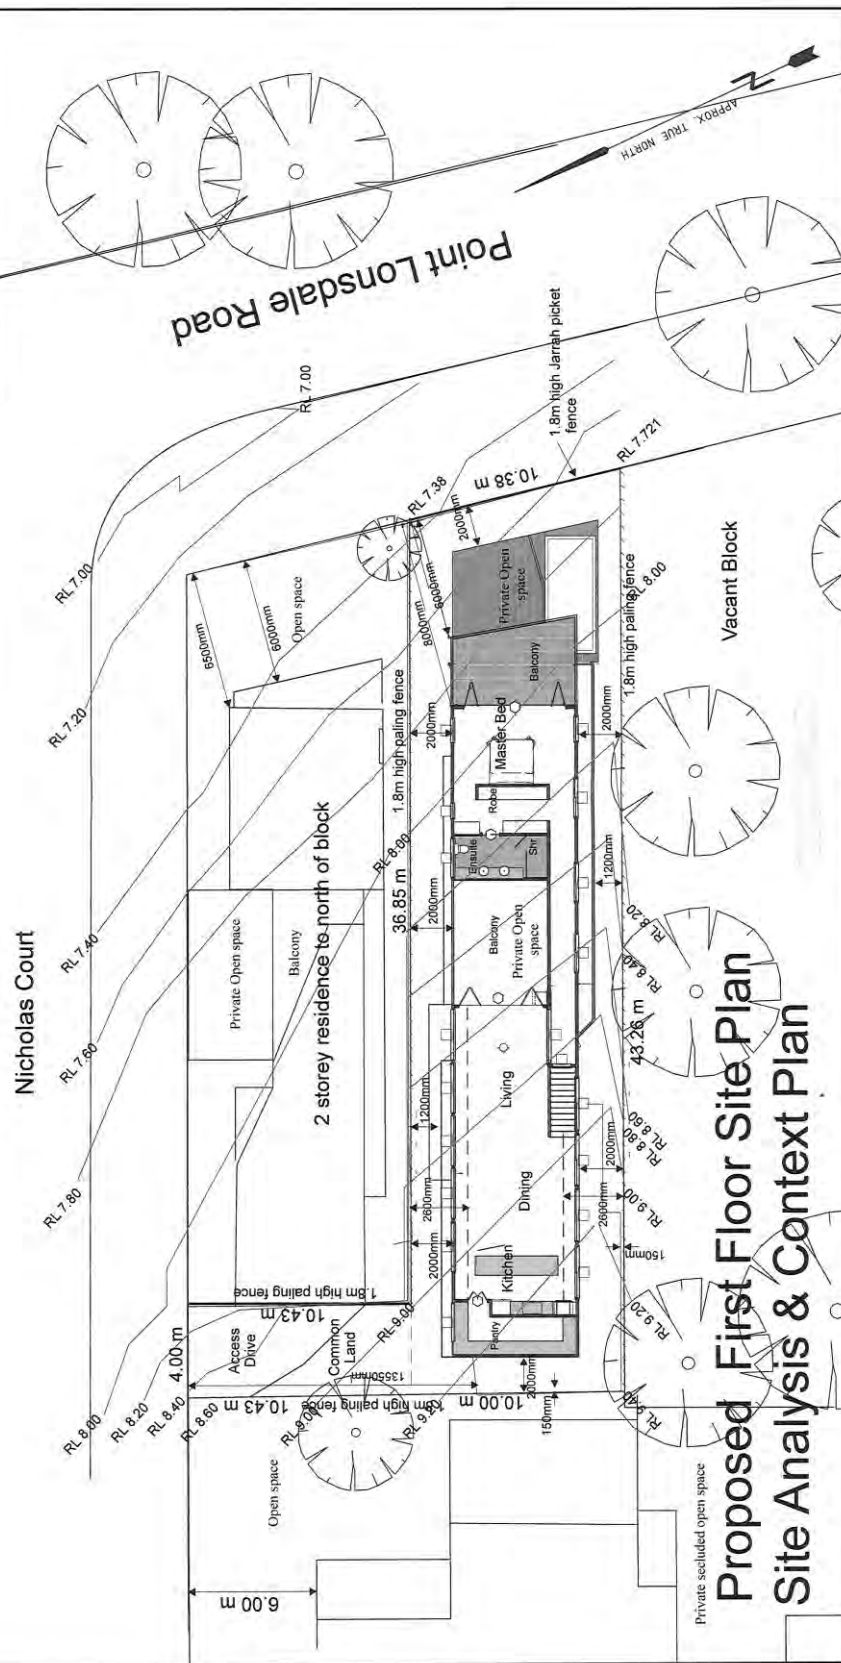 APPROX. TRUE NORTH
N
Point Lonsdale Road
Nicholas Court
RL 7.00
RL 7.00
RL 7.20
RL 7.40
RL 7.60
RL 7.80
RL 8.00
RL 8.20
RL 8.40
RL 8.60
RL 9.00
RL 9.20
1.8m high Jarrah picket
fence
RL 7.721
10.38 m
RL 7.38
2000mm
6000mm
8000mm
6500mm
6000mm
Open space
Private Open
space
Balcony
1.8m high paling fence
RL 8.00
Vacant Block
1.8m high paling fence
2000mm
2000mm
Master Bed
Robe
Ensuite
Shr
RL 8.00
36.85 m
2000mm
1200mm
Private Open space
Balcony
2 storey residence to north of block
Balcony
Private Open
space
RL 8.20
RL 8.40
43.26 m
RL 8.60
RL 8.80
RL 9.00
Living
1200mm
2600mm
2000mm
Dining
2000mm
2600mm
150mm
Kitchen
Pantry
1.8m high paling fence
10.43 m
4.00 m
Access
Drive
Common
Land
RL 9.00
13550mm
10.43 m
high paling fence
10.00 m
2000mm
150mm
RL 9.20
RL 9.40
Open space
6.00 m
Private secluded open space
Proposed First Floor Site Plan
Site Analysis & Context Plan